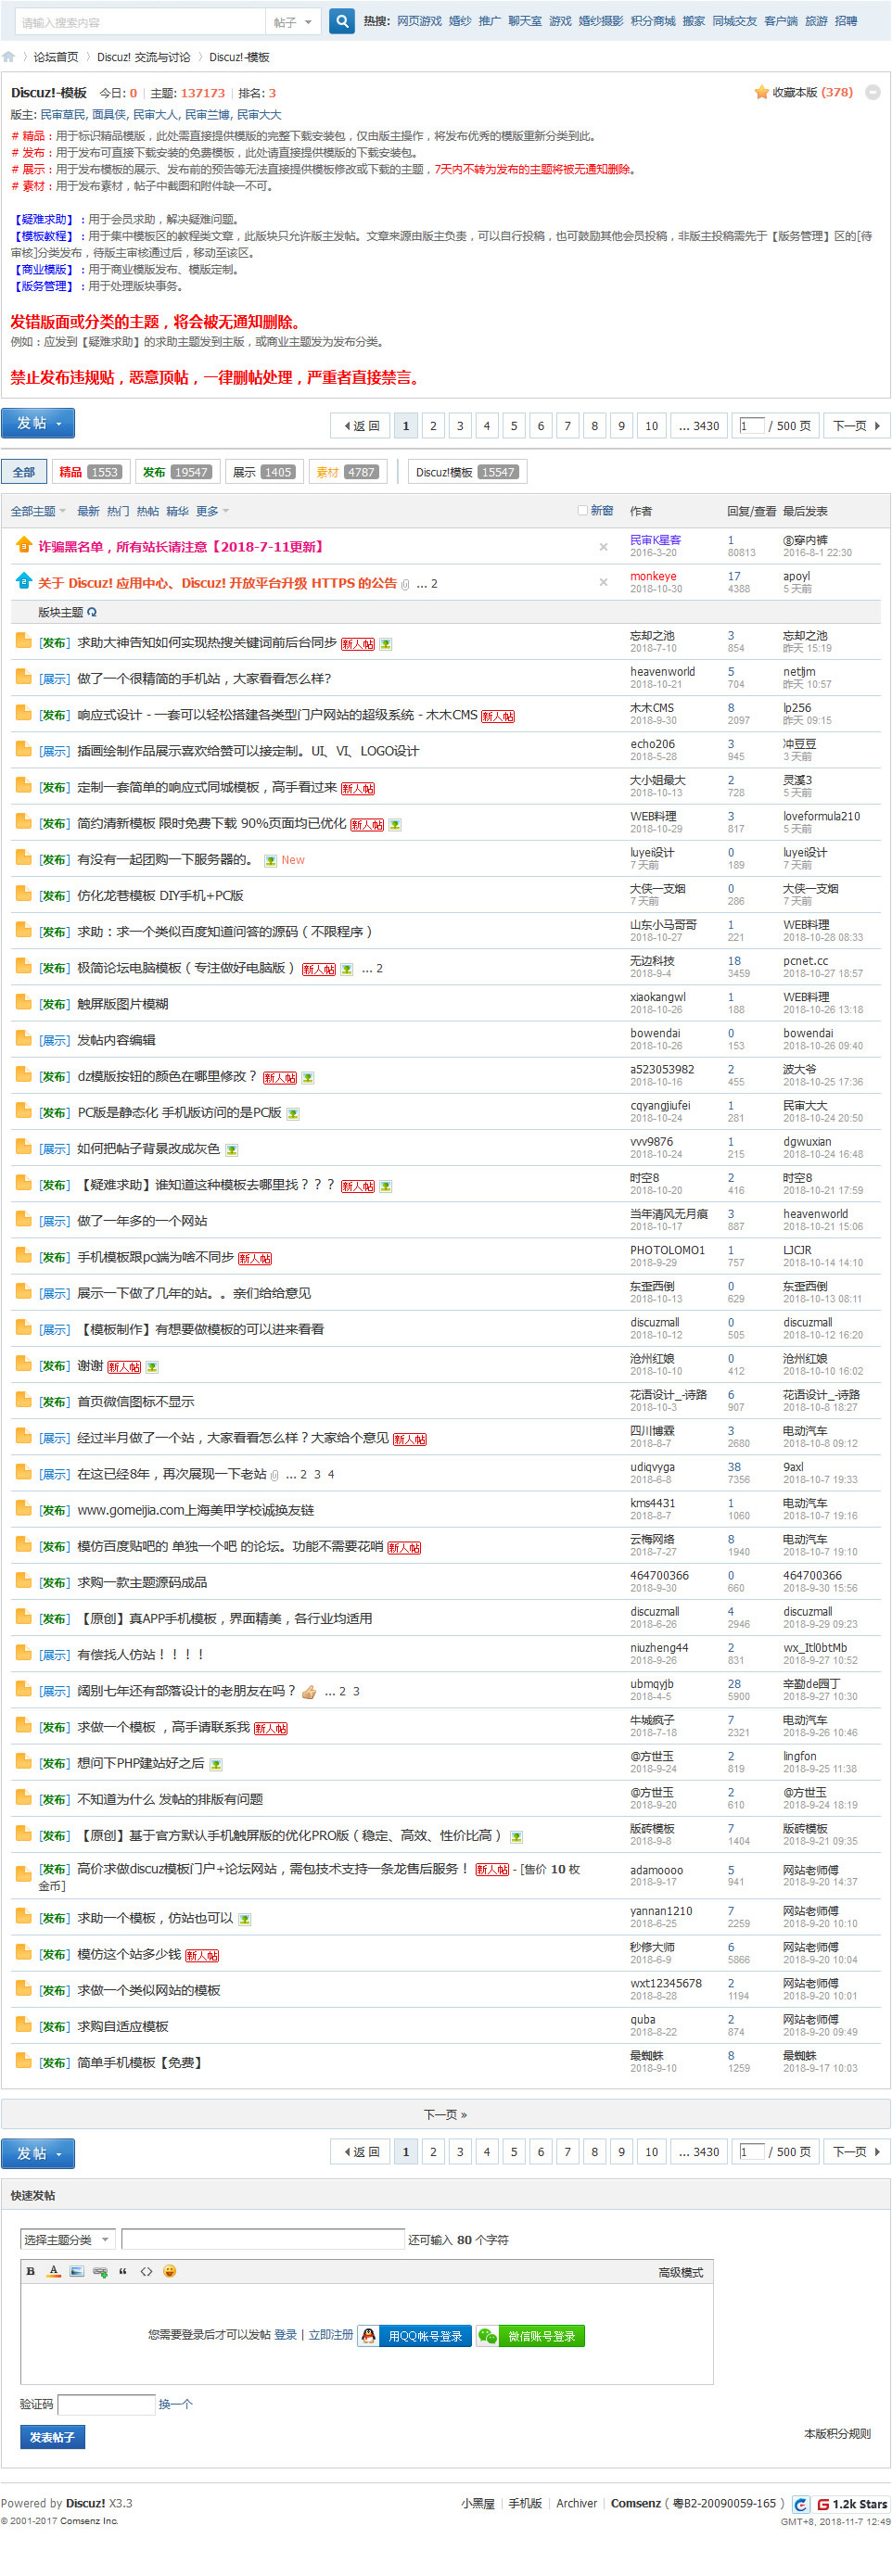 请输入搜索内容 帖子 热搜: 网页游戏 婚纱 推广 聊天室 游戏 婚纱摄影 积分商城 搬家 同城交友 客户端 旅游 招聘
论坛首页 Discuz! 交流与讨论 Discuz!-模板
Discuz!-模板 今日: 0 | 主题: 137173 | 排名: 3 收藏本版 (378)
版主: 民审草民, 面具侠, 民审大人, 民审兰博, 民审大大
# 精品：用于标识精品模版，此处需直接提供模版的完整下载安装包，仅由版主操作，将发布优秀的模版重新分类到此。
# 发布：用于发布可直接下载安装的免费模板，此处请直接提供模版的下载安装包。
# 展示：用于发布模板的展示、发布前的预告等无法直接提供模板修改或下载的主题，7天内不转为发布的主题将被无通知删除。
# 素材：用于发布素材，帖子中截图和附件缺一不可。
【疑难求助】：用于会员求助，解决疑难问题。
【模板教程】：用于集中模板区的教程类文章，此版块只允许版主发帖。文章来源由版主负责，可以自行投稿，也可鼓励其他会员投稿，非版主投稿需先于【版务管理】区的[待
审核]分类发布，待版主审核通过后，移动至该区。
【商业模版】：用于商业模版发布、模版定制。
【版务管理】：用于处理版块事务。
发错版面或分类的主题，将会被无通知删除。
例如：应发到【疑难求助】的求助主题发到主版，或商业主题发为发布分类。
禁止发布违规贴，恶意顶帖，一律删帖处理，严重者直接禁言。
发帖 返 回 1 2 3 4 5 6 7 8 9 10 ... 3430 1 / 500 页 下一页
全部 精品 1553 发布 19547 展示 1405 素材 4787 Discuz!模板 15547
全部主题 最新 热门 热帖 精华 更多 新窗 作者 回复/查看 最后发表
诈骗黑名单，所有站长请注意【2018-7-11更新】 民审K星客 1 ⑧穿内裤
2016-3-20 80813 2016-8-1 22:30
关于 Discuz! 应用中心、Discuz! 开放平台升级 HTTPS 的公告 ... 2 monkeye 17 apoyl
2018-10-30 4388 5 天前
版块主题
[发布] 求助大神告知如何实现热搜关键词前后台同步 新人帖 忘却之池 3 忘却之池
2018-7-10 854 昨天 15:19
[展示] 做了一个很精简的手机站，大家看看怎么样? heavenworld 5 netljm
2018-10-21 704 昨天 10:57
[发布] 响应式设计 - 一套可以轻松搭建各类型门户网站的超级系统 - 木木CMS 新人帖 木木CMS 8 lp256
2018-9-30 2097 昨天 09:15
[展示] 插画绘制作品展示喜欢给赞可以接定制。UI、VI、LOGO设计 echo206 3 冲豆豆
2018-5-28 945 3 天前
[发布] 定制一套简单的响应式同城模板，高手看过来 新人帖 大小姐最大 2 灵溪3
2018-10-13 728 5 天前
[发布] 简约清新模板 限时免费下载 90%页面均已优化 新人帖 WEB料理 3 loveformula210
2018-10-29 817 5 天前
[发布] 有没有一起团购一下服务器的。 New luyei设计 0 luyei设计
7 天前 189 7 天前
[发布] 仿化龙巷模板 DIY手机+PC版 大侠一支烟 0 大侠一支烟
7 天前 286 7 天前
[发布] 求助：求一个类似百度知道问答的源码（不限程序） 山东小马哥哥 1 WEB料理
2018-10-27 221 2018-10-28 08:33
[发布] 极简论坛电脑模板（专注做好电脑版） 新人帖 ... 2 无边科技 18 pcnet.cc
2018-9-4 3459 2018-10-27 18:57
[发布] 触屏版图片模糊 xiaokangwl 1 WEB料理
2018-10-26 188 2018-10-26 13:18
[展示] 发帖内容编辑 bowendai 0 bowendai
2018-10-26 153 2018-10-26 09:40
[发布] dz模版按钮的颜色在哪里修改？ 新人帖 a523053982 2 波大爷
2018-10-16 455 2018-10-25 17:36
[发布] PC版是静态化 手机版访问的是PC版 cqyangjiufei 1 民审大大
2018-10-24 281 2018-10-24 20:50
[展示] 如何把帖子背景改成灰色 vvv9876 1 dgwuxian
2018-10-24 215 2018-10-24 16:48
[发布] 【疑难求助】谁知道这种模板去哪里找？？？ 新人帖 时空8 2 时空8
2018-10-20 416 2018-10-21 17:59
[展示] 做了一年多的一个网站 当年清风无月痕 3 heavenworld
2018-10-17 887 2018-10-21 15:06
[发布] 手机模板跟pc端为啥不同步 新人帖 PHOTOLOMO1 1 LJCJR
2018-9-29 757 2018-10-14 14:10
[展示] 展示一下做了几年的站。。亲们给给意见 东歪西倒 0 东歪西倒
2018-10-13 629 2018-10-13 08:11
[展示] 【模板制作】有想要做模板的可以进来看看 discuzmall 0 discuzmall
2018-10-12 505 2018-10-12 16:20
[发布] 谢谢 新人帖 沧州红娘 0 沧州红娘
2018-10-10 412 2018-10-10 16:02
[发布] 首页微信图标不显示 花语设计_-诗路 6 花语设计_-诗路
2018-10-3 907 2018-10-8 18:27
[展示] 经过半月做了一个站，大家看看怎么样？大家给个意见 新人帖 四川博霖 3 电动汽车
2018-8-7 2680 2018-10-8 09:12
[展示] 在这已经8年，再次展现一下老站 ... 2 3 4 udiqvyga 38 9axl
2018-6-8 7356 2018-10-7 19:33
[发布] www.gomeijia.com上海美甲学校诚换友链 kms4431 1 电动汽车
2018-8-7 1060 2018-10-7 19:16
[发布] 模仿百度贴吧的 单独一个吧 的论坛。功能不需要花哨 新人帖 云梅网络 8 电动汽车
2018-7-27 1940 2018-10-7 19:10
[发布] 求购一款主题源码成品 464700366 0 464700366
2018-9-30 660 2018-9-30 15:56
[发布] 【原创】真APP手机模板，界面精美，各行业均适用 discuzmall 4 discuzmall
2018-6-26 2946 2018-9-29 09:23
[展示] 有偿找人仿站！！！！ niuzheng44 2 wx_Itl0btMb
2018-9-26 831 2018-9-27 10:52
[展示] 阔别七年还有部落设计的老朋友在吗？ ... 2 3 ubmqyjb 28 辛勤de园丁
2018-4-5 5900 2018-9-27 10:30
[发布] 求做一个模板 ，高手请联系我 新人帖 牛城疯子 7 电动汽车
2018-7-18 2321 2018-9-26 10:46
[发布] 想问下PHP建站好之后 @方世玉 2 lingfon
2018-9-24 819 2018-9-25 11:38
[发布] 不知道为什么 发帖的排版有问题 @方世玉 2 @方世玉
2018-9-20 610 2018-9-24 18:19
[发布] 【原创】基于官方默认手机触屏版的优化PRO版（稳定、高效、性价比高） 版砖模板 7 版砖模板
2018-9-8 1404 2018-9-21 09:35
[发布] 高价求做discuz模板门户+论坛网站，需包技术支持一条龙售后服务！ 新人帖 - [售价 10 枚
金币] adamoooo 5 网站老师傅
2018-9-17 941 2018-9-20 14:37
[发布] 求助一个模板，仿站也可以 yannan1210 7 网站老师傅
2018-6-25 2259 2018-9-20 10:10
[发布] 模仿这个站多少钱 新人帖 秒修大师 6 网站老师傅
2018-6-9 5866 2018-9-20 10:04
[发布] 求做一个类似网站的模板 wxt12345678 2 网站老师傅
2018-8-28 1194 2018-9-20 10:01
[发布] 求购自适应模板 quba 2 网站老师傅
2018-8-22 874 2018-9-20 09:49
[发布] 简单手机模板【免费】 最蜘蛛 8 最蜘蛛
2018-9-10 1259 2018-9-17 10:03
下一页 »
发帖 返 回 1 2 3 4 5 6 7 8 9 10 ... 3430 1 / 500 页 下一页
快速发帖
选择主题分类 还可输入 80 个字符
B A “ <> 高级模式
您需要登录后才可以发帖 登录 | 立即注册 用QQ帐号登录 微信账号登录
验证码 换一个
发表帖子 本版积分规则
Powered by Discuz! X3.3 小黑屋 | 手机版 | Archiver | Comsenz ( 粤B2-20090059-165 ) 1.2k Stars
© 2001-2017 Comsenz Inc. GMT+8, 2018-11-7 12:49